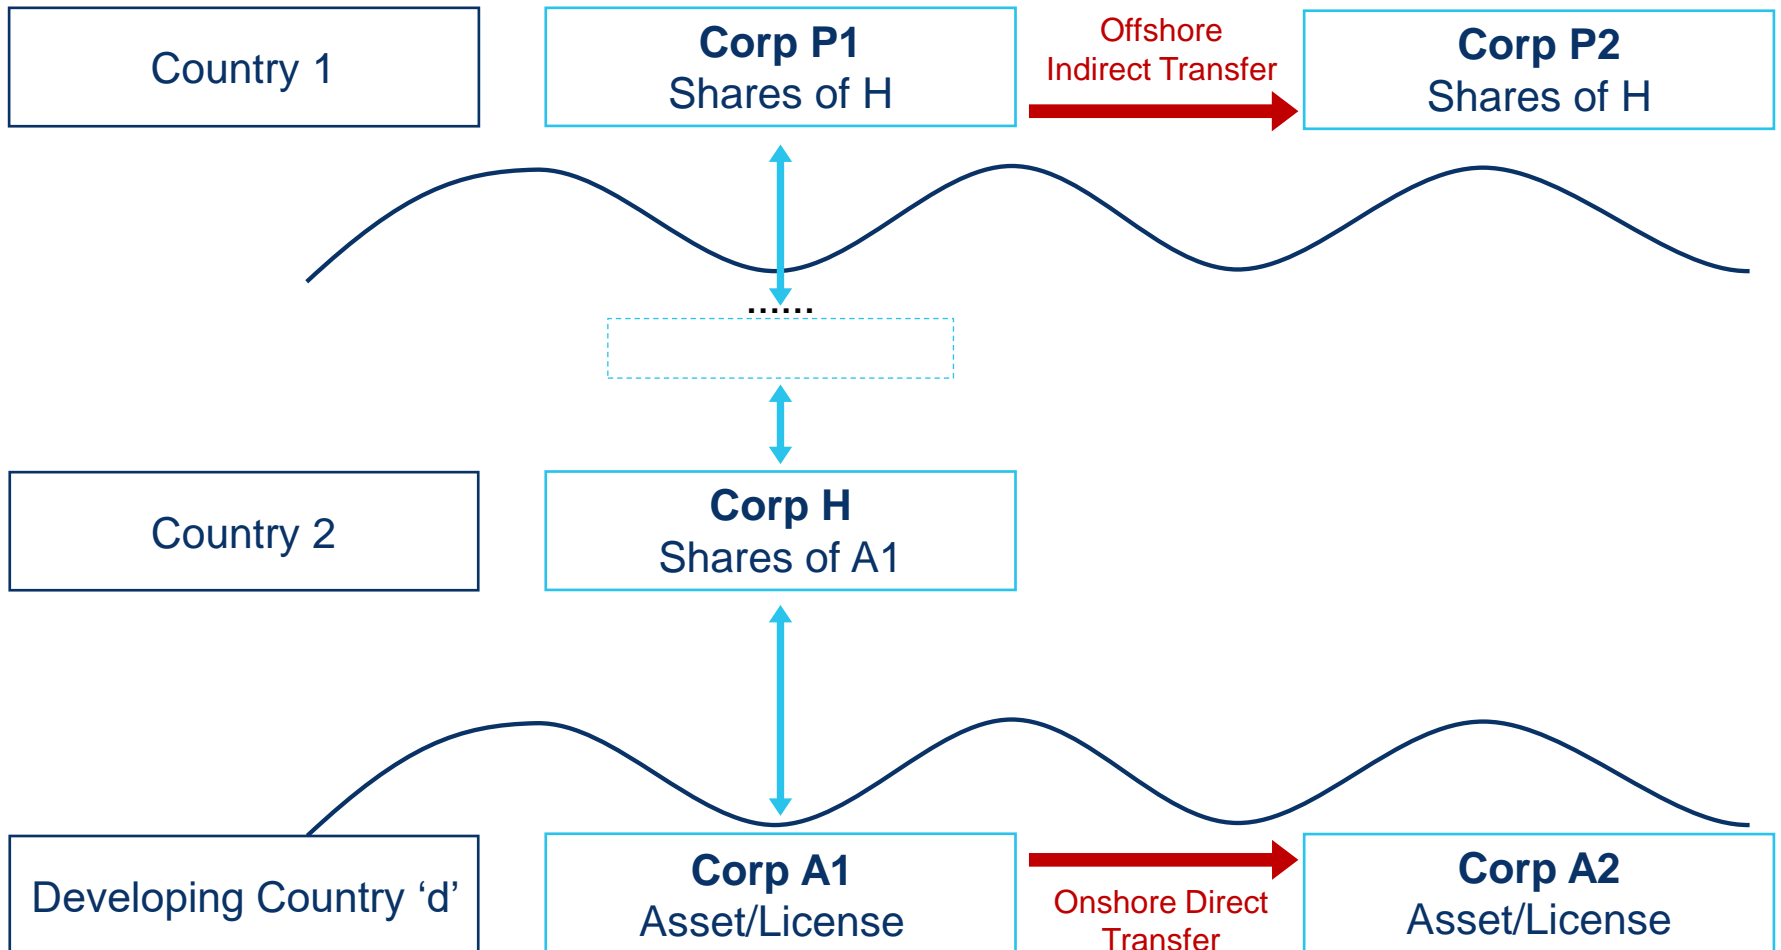 Country 1
Corp P1
Shares of H
Offshore
Indirect Transfer
Corp P2
Shares of H
......
Country 2
Corp H
Shares of A1
Developing Country ‘d’
Corp A1
Asset/License
Onshore Direct
Transfer
Corp A2
Asset/License